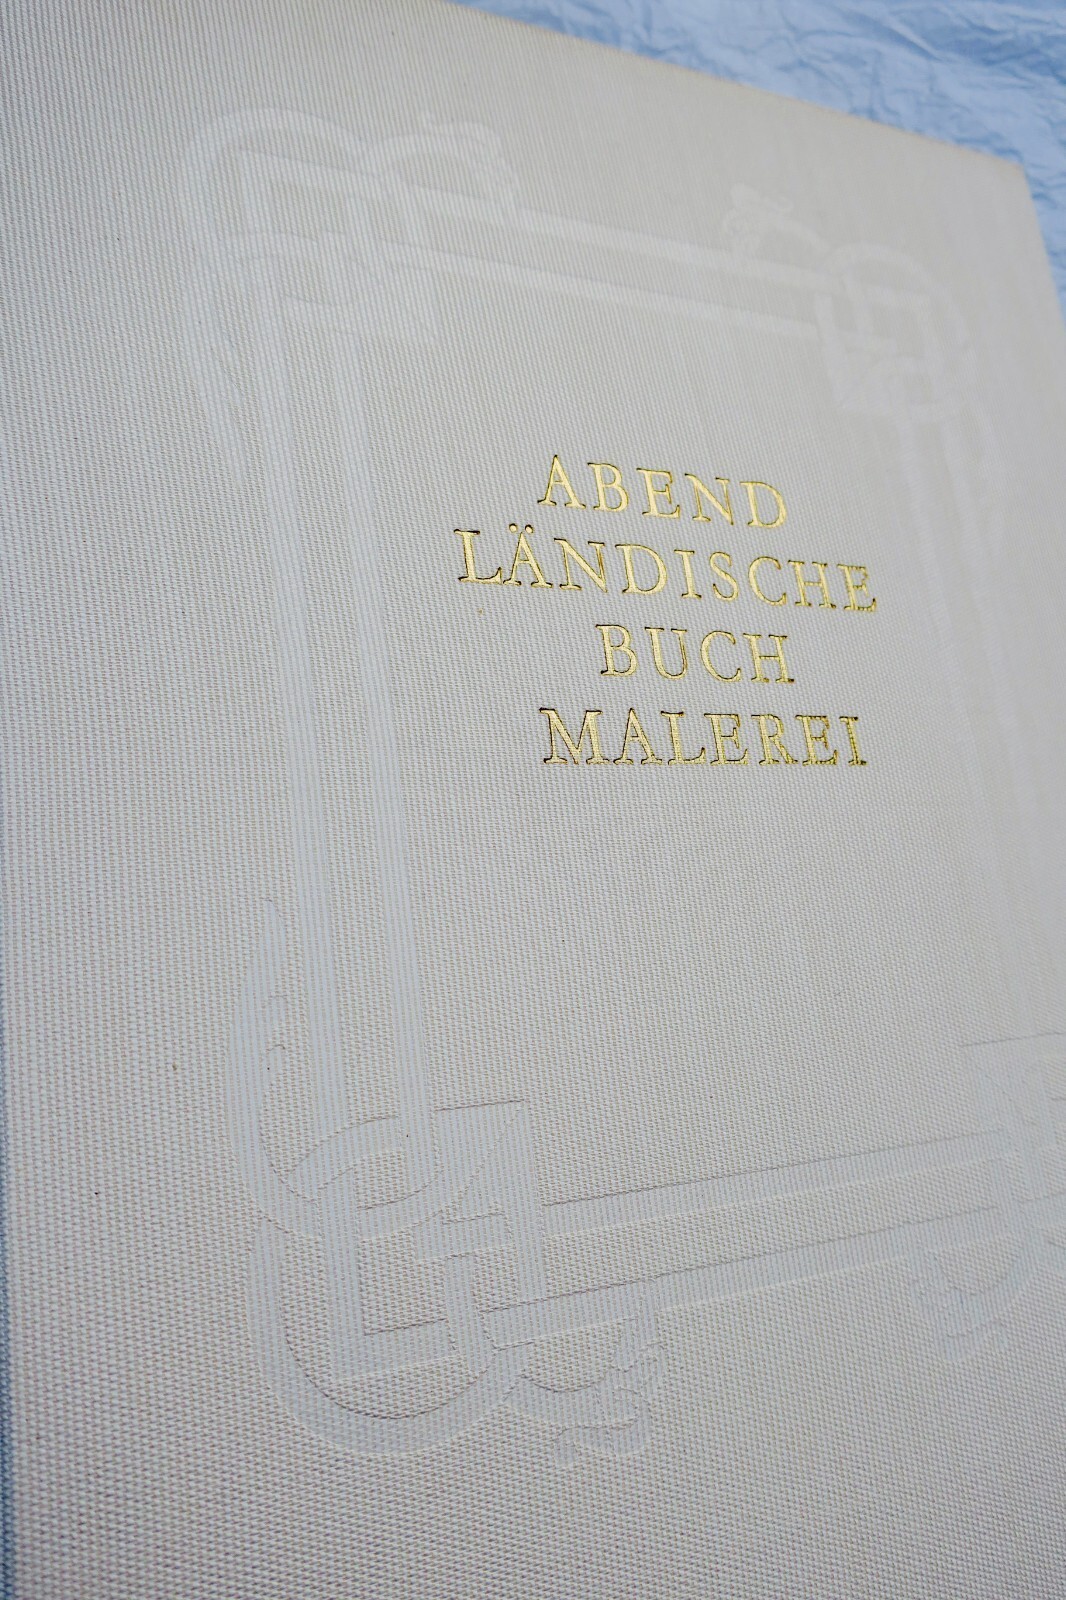 ABEND
LÄNDISCHE
BUCH
MALEREI